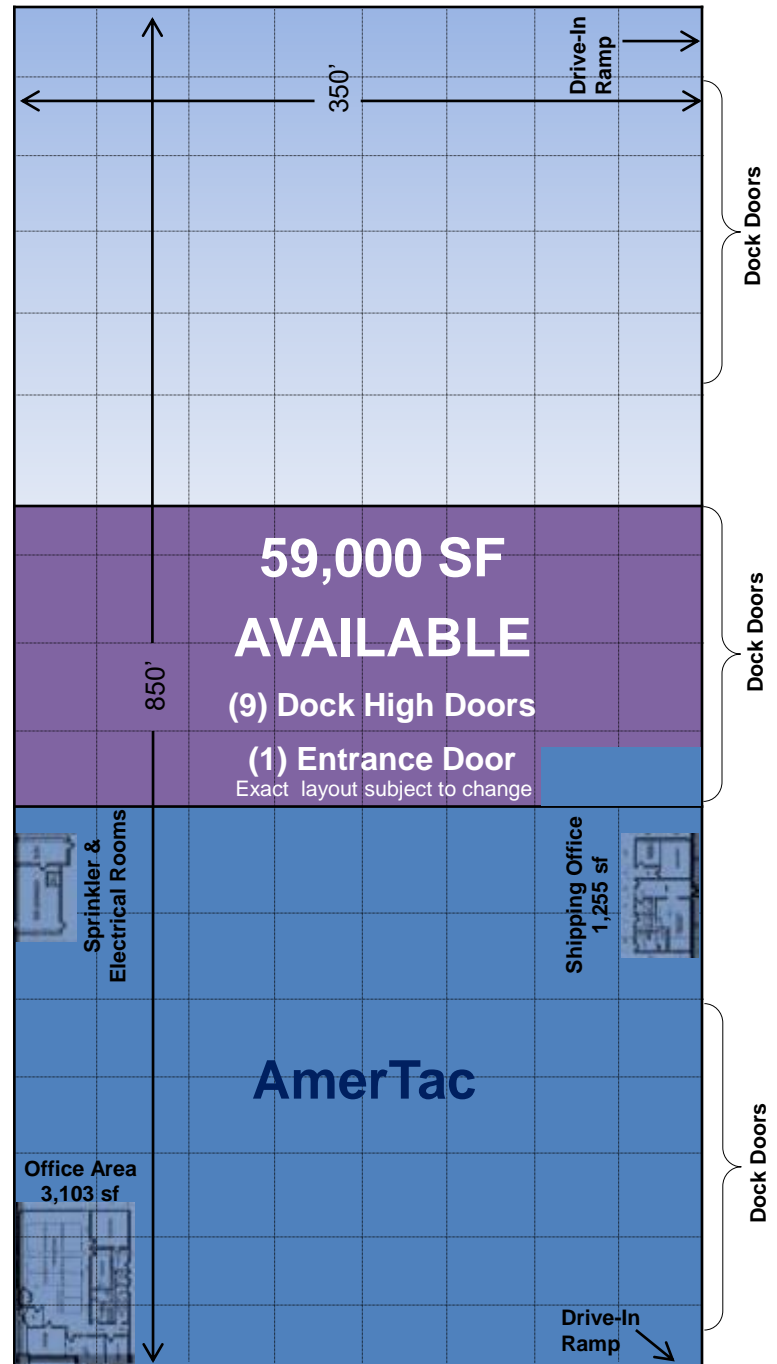 Drive-In
Ramp
350’
Dock Doors
59,000 SF
AVAILABLE
(9) Dock High Doors
(1) Entrance Door
Exact layout subject to change
850’
Dock Doors
Sprinkler &
Electrical Rooms
Shipping Office
1,255 sf
AmerTac
Dock Doors
Office Area
3,103 sf
Drive-In
Ramp